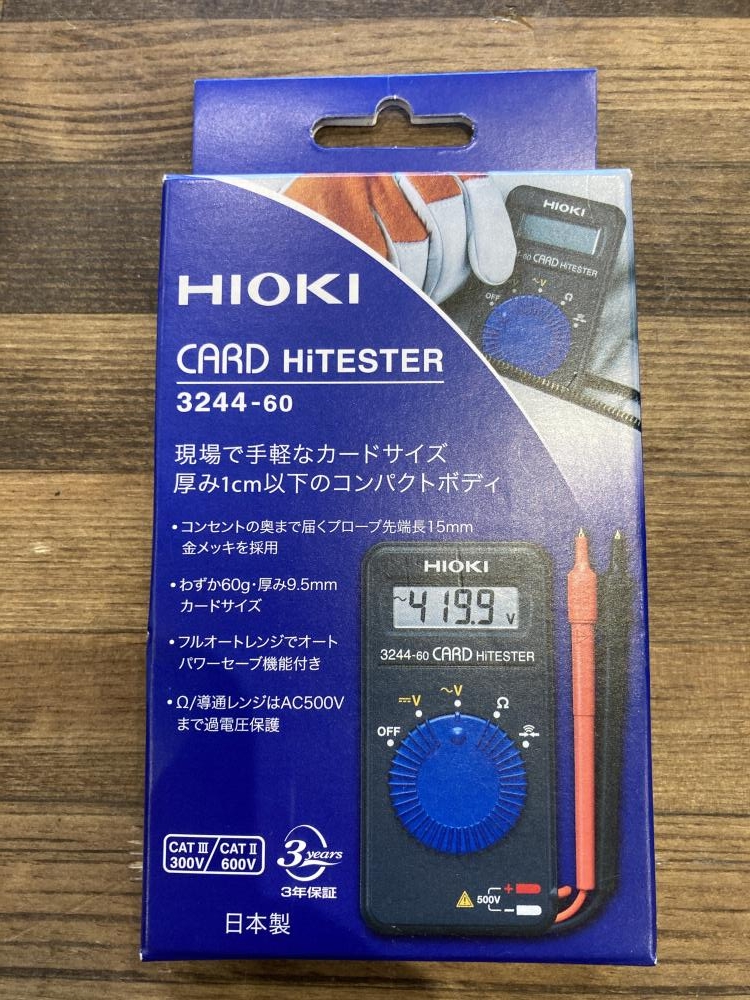 HIOKI
-60 CARD HiTESTER
OFF
~V
Ω
HIOKI
CARD HiTESTER
3244-60
現場で手軽なカードサイズ
厚み1cm以下のコンパクトボディ
•コンセントの奥まで届くプローブ先端長15mm
金メッキを採用
•わずか60g・厚み9.5mm
カードサイズ
•フルオートレンジでオート
パワーセーブ機能付き
•Ω/導通レンジはAC500V
まで過電圧保護
HIOKI
~419.9 V
3244-60 CARD HiTESTER
⎓V
~V
Ω
OFF
500V
+
−
CAT III 300V/CAT II 600V
3 years
3年保証
日本製